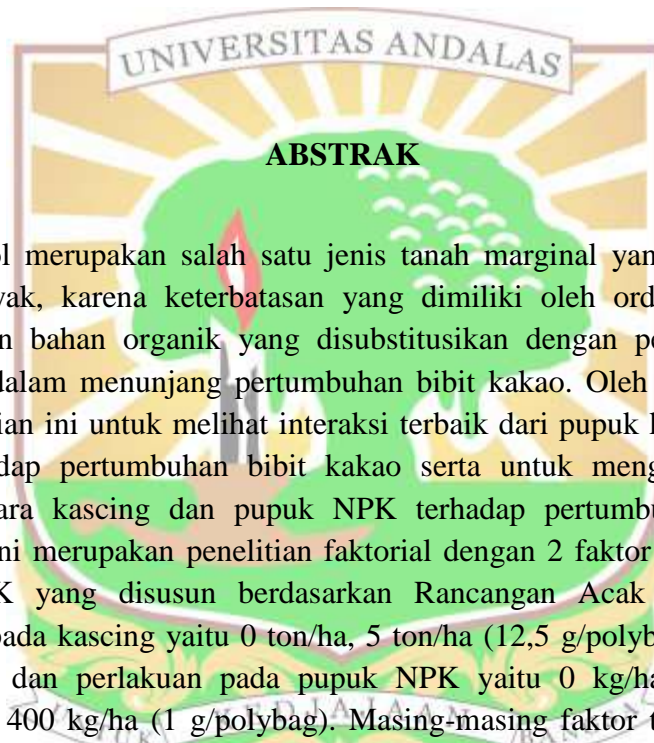 UNIVERSITAS ANDALAS
ABSTRAK
merupakan salah satu jenis tanah marginal
karena keterbatasan yang dimiliki oleh
bahan organik yang disubstitusikan dengan
dalam menunjang pertumbuhan bibit kakao. Oleh
ini untuk melihat interaksi terbaik dari pupuk
pertumbuhan bibit kakao serta untuk
kascing dan pupuk NPK terhadap
merupakan penelitian faktorial dengan 2 faktor
yang disusun berdasarkan Rancangan Acak
pada kascing yaitu 0 ton/ha, 5 ton/ha (12,5
dan perlakuan pada pupuk NPK yaitu 0 kg/ha
400 kg/ha (1 g/polybag). Masing-masing faktor